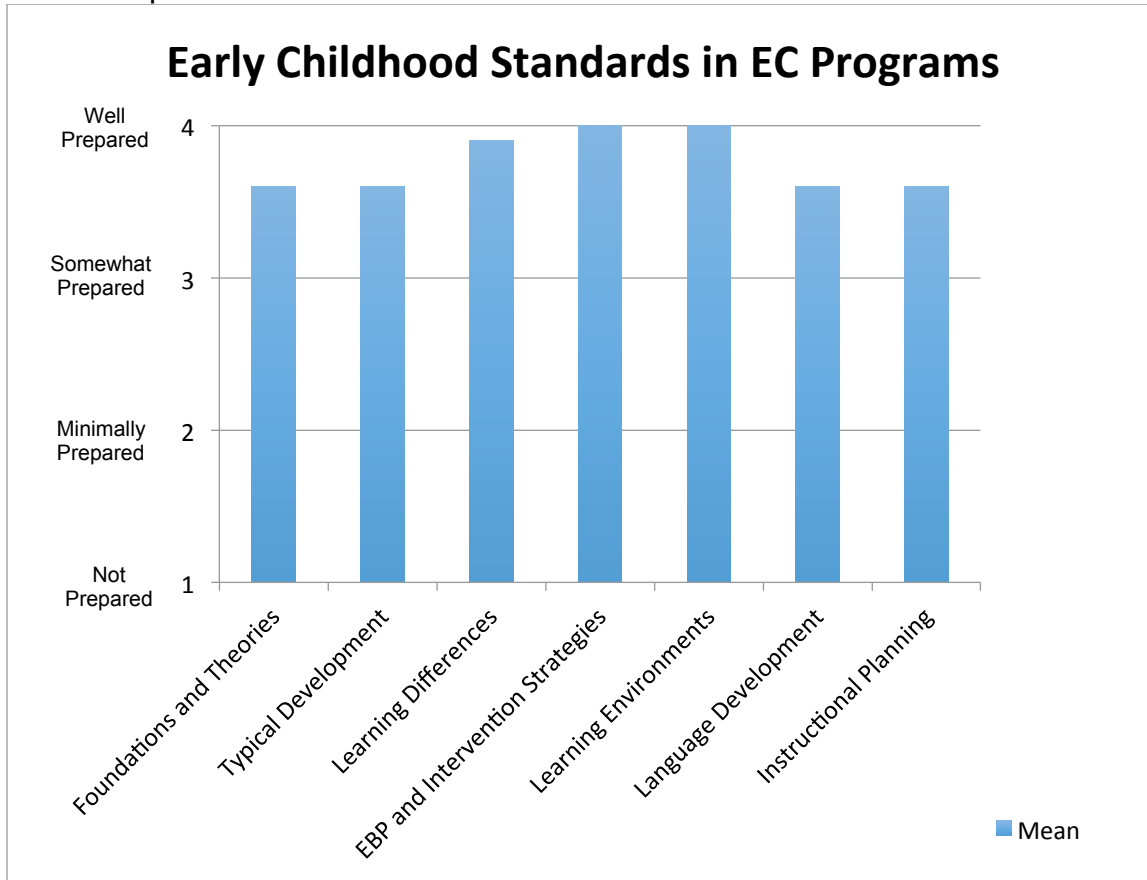 Early Childhood Standards in EC Programs
Well
Prepared
4
Somewhat
Prepared
3
Minimally
Prepared
2
Not
Prepared
1
Foundations and Theories
Typical Development
Learning Differences
EBP and Intervention Strategies
Learning Environments
Language Development
Instructional Planning
Mean